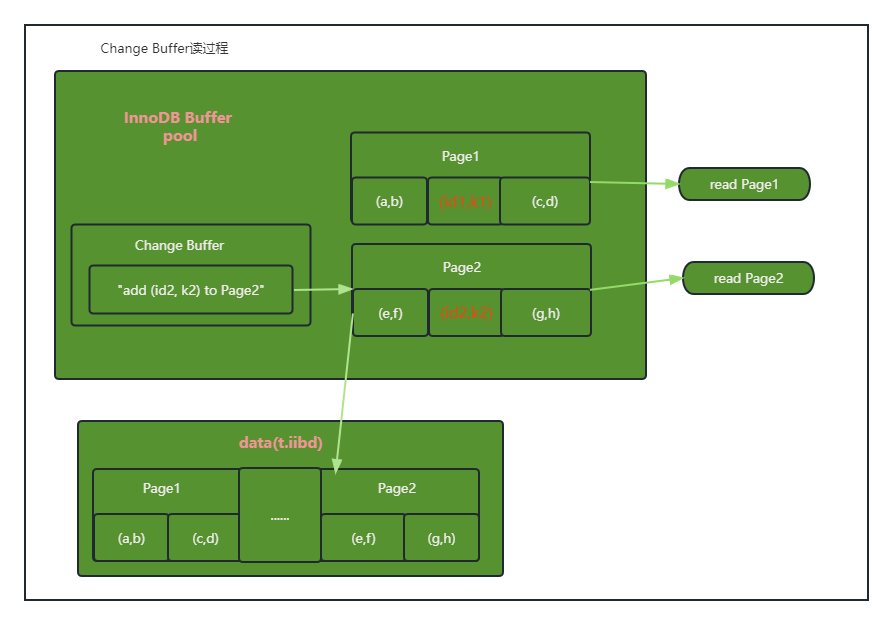 Change Buffer读过程
InnoDB Buffer
pool
Page1
(a,b)
(id1,k1)
(c,d)
read Page1
Change Buffer
"add (id2, k2) to Page2"
Page2
(e,f)
(id2,k2)
(g,h)
read Page2
data(t.iibd)
Page1
(a,b)
(c,d)
......
Page2
(e,f)
(g,h)